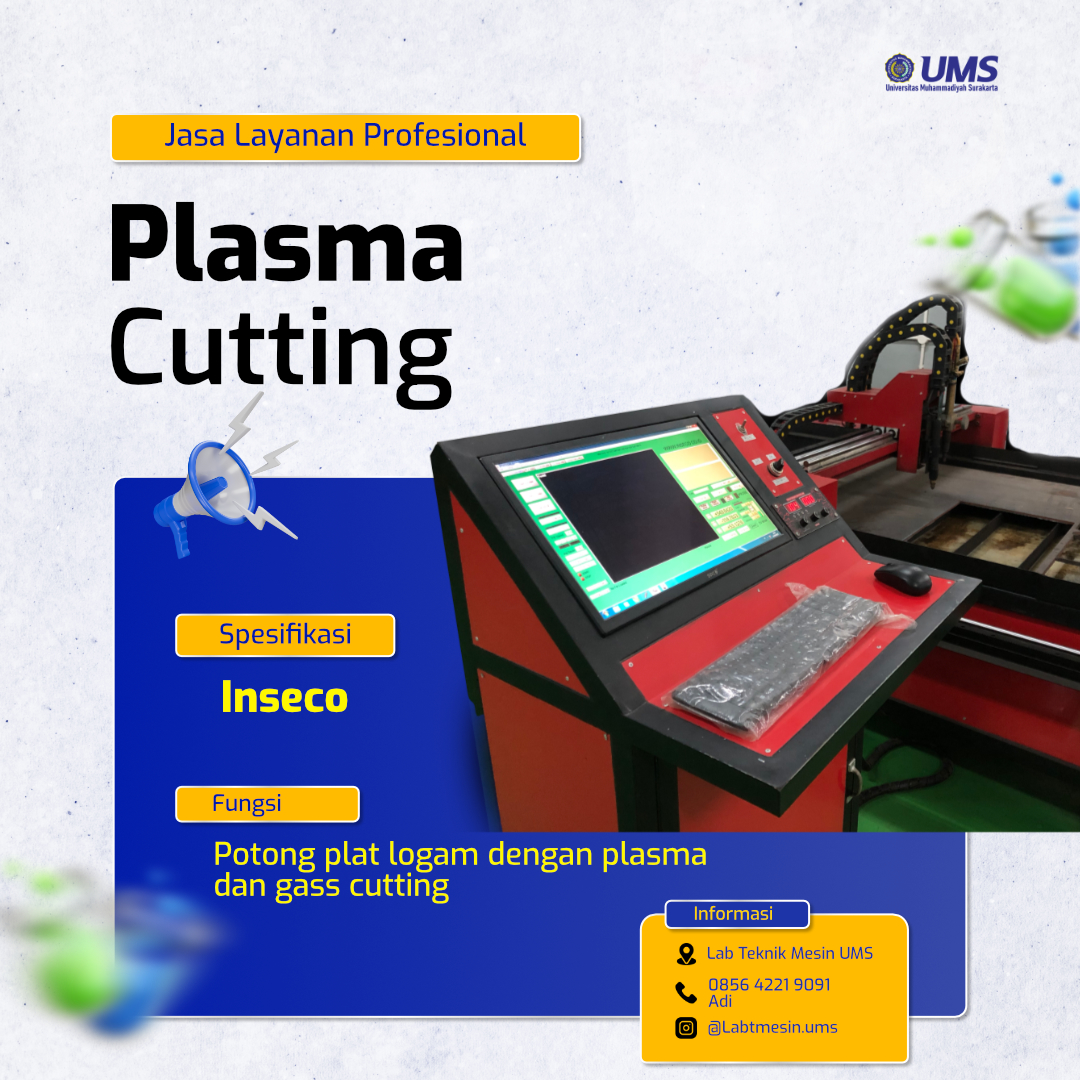 UMS
Universitas Muhammadiyah Surakarta
Jasa Layanan Profesional
Plasma
Cutting
Spesifikasi
Inseco
Fungsi
Potong plat logam dengan plasma
dan gass cutting
Informasi
Lab Teknik Mesin UMS
0856 4221 9091
Adi
@Labtmesin.ums